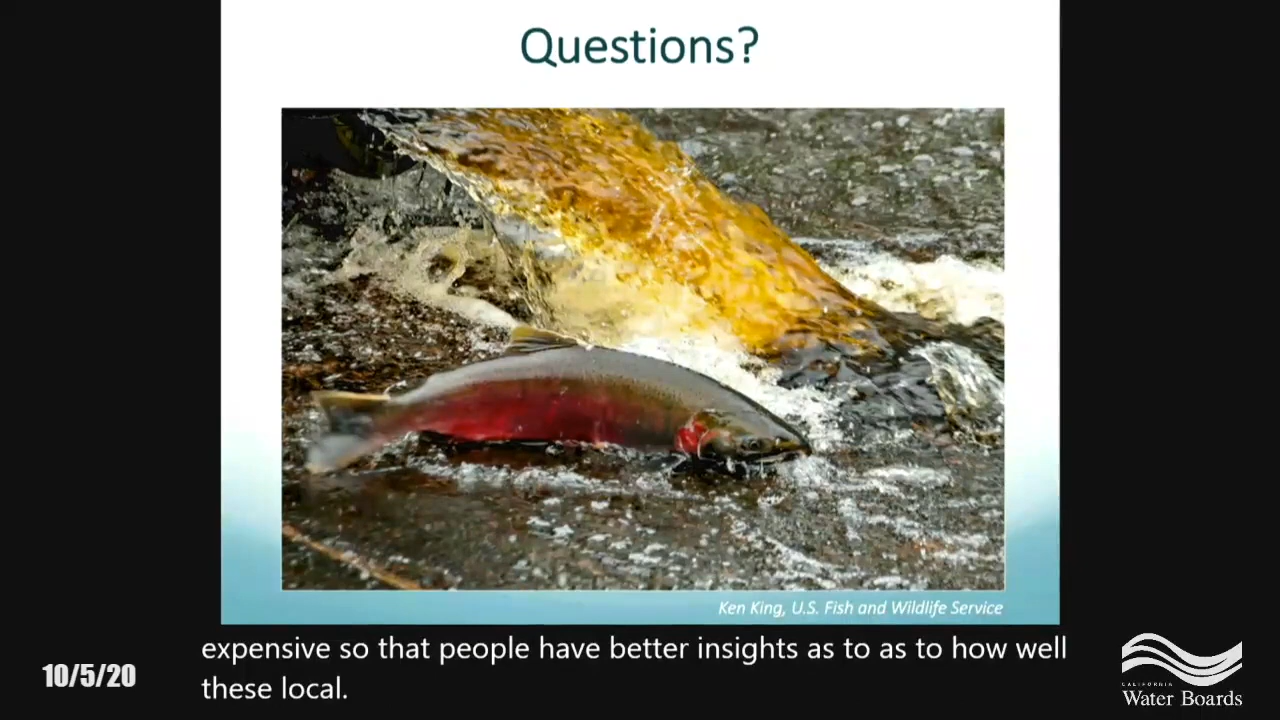 Questions?
Ken King, U.S. Fish and Wildlife Service
expensive so that people have better insights as to as to how well
these local.
10/5/20
CALIFORNIA
Water Boards